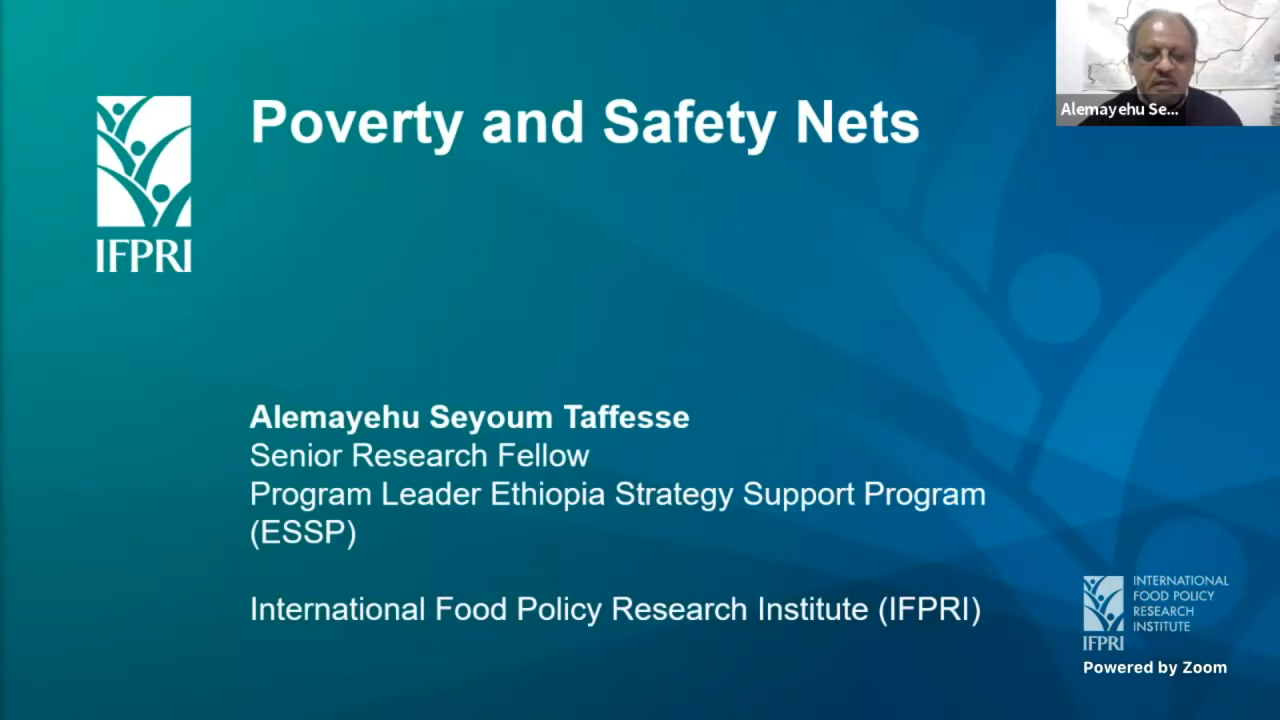 Poverty and Safety Nets
Alemayehu Se...
IFPRI
Alemayehu Seyoum Taffesse
Senior Research Fellow
Program Leader Ethiopia Strategy Support Program
(ESSP)
International Food Policy Research Institute (IFPRI)
INTERNATIONAL
FOOD POLICY
RESEARCH
INSTITUTE
IFPRI
Powered by Zoom